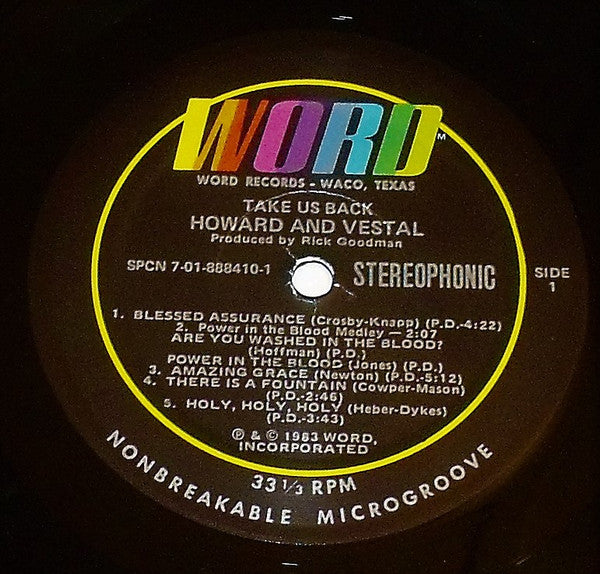 WORD™
WORD RECORDS - WACO, TEXAS
TAKE US BACK
HOWARD AND VESTAL
Produced by Rick Goodman
SPCN 7-01-888410-1
STEREOPHONIC
SIDE
1
1. BLESSED ASSURANCE (Crosby-Knapp) (P.D.-4:22)
2. Power in the Blood Medley — 2:07
ARE YOU WASHED IN THE BLOOD?
(Hoffman) (P.D.)
POWER IN THE BLOOD (Jones) (P.D.)
3. AMAZING GRACE (Newton) (P.D.-5:12)
4. THERE IS A FOUNTAIN (Cowper-Mason)
(P.D.-2:46)
5. HOLY, HOLY, HOLY (Heber-Dykes)
(P.D.-3:43)
℗ & © 1983 WORD,
INCORPORATED
33 1/3 RPM
NONBREAKABLE MICROGROOVE